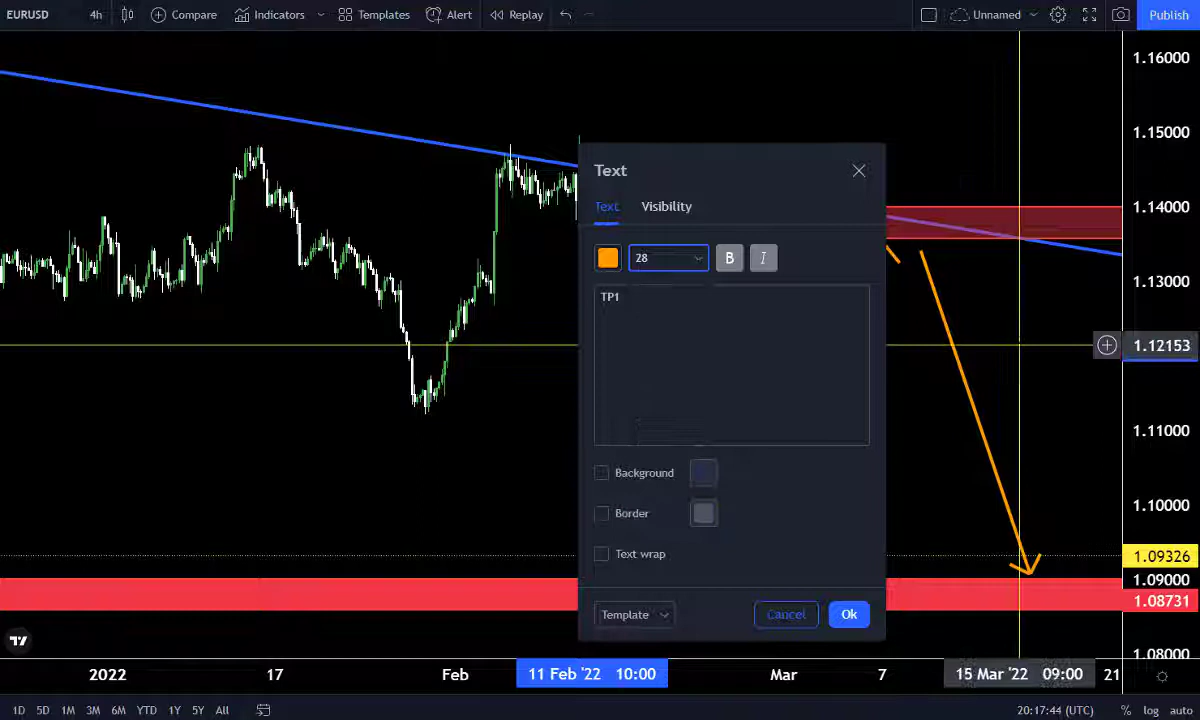 EURUSD 4h Compare Indicators Templates Alert Replay Unnamed Publish
1.16000
1.15000
1.14000
1.13000
1.12153
1.11000
1.10000
1.09326
1.09000
1.08731
1.08000
Text
Text Visibility
28 B I
TP1
Background
Border
Text wrap
Template Cancel Ok
2022 17 Feb 11 Feb '22 10:00 Mar 7 15 Mar '22 09:00 21
1D 5D 1M 3M 6M YTD 1Y 5Y All 20:17:44 (UTC) % log auto